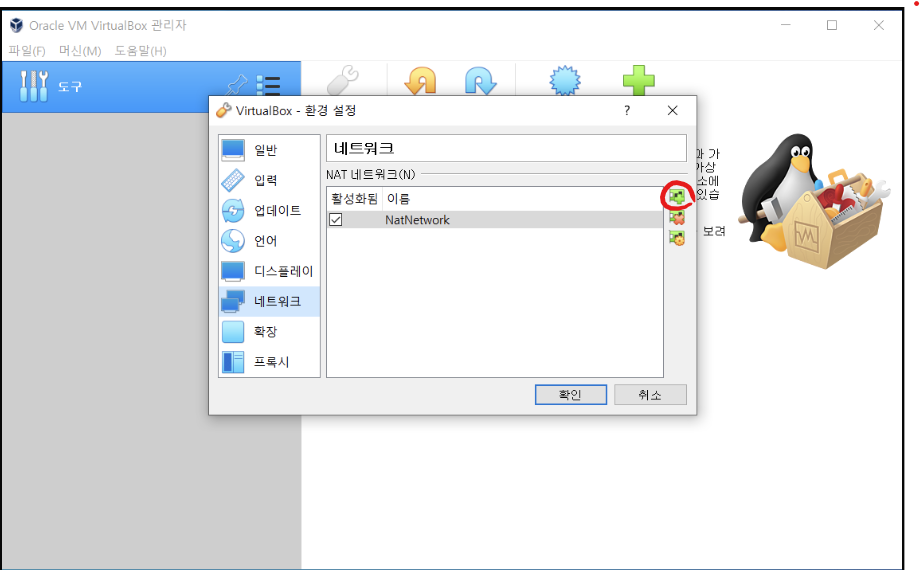 Oracle VM VirtualBox 관리자
파일(F) 머신(M) 도움말(H)
도구
VirtualBox - 환경 설정
?
일반
입력
업데이트
언어
디스플레이
네트워크
확장
프록시
네트워크
NAT 네트워크(N)
활성화됨 이름
NatNetwork
확인 취소
가
소에
있습
보려